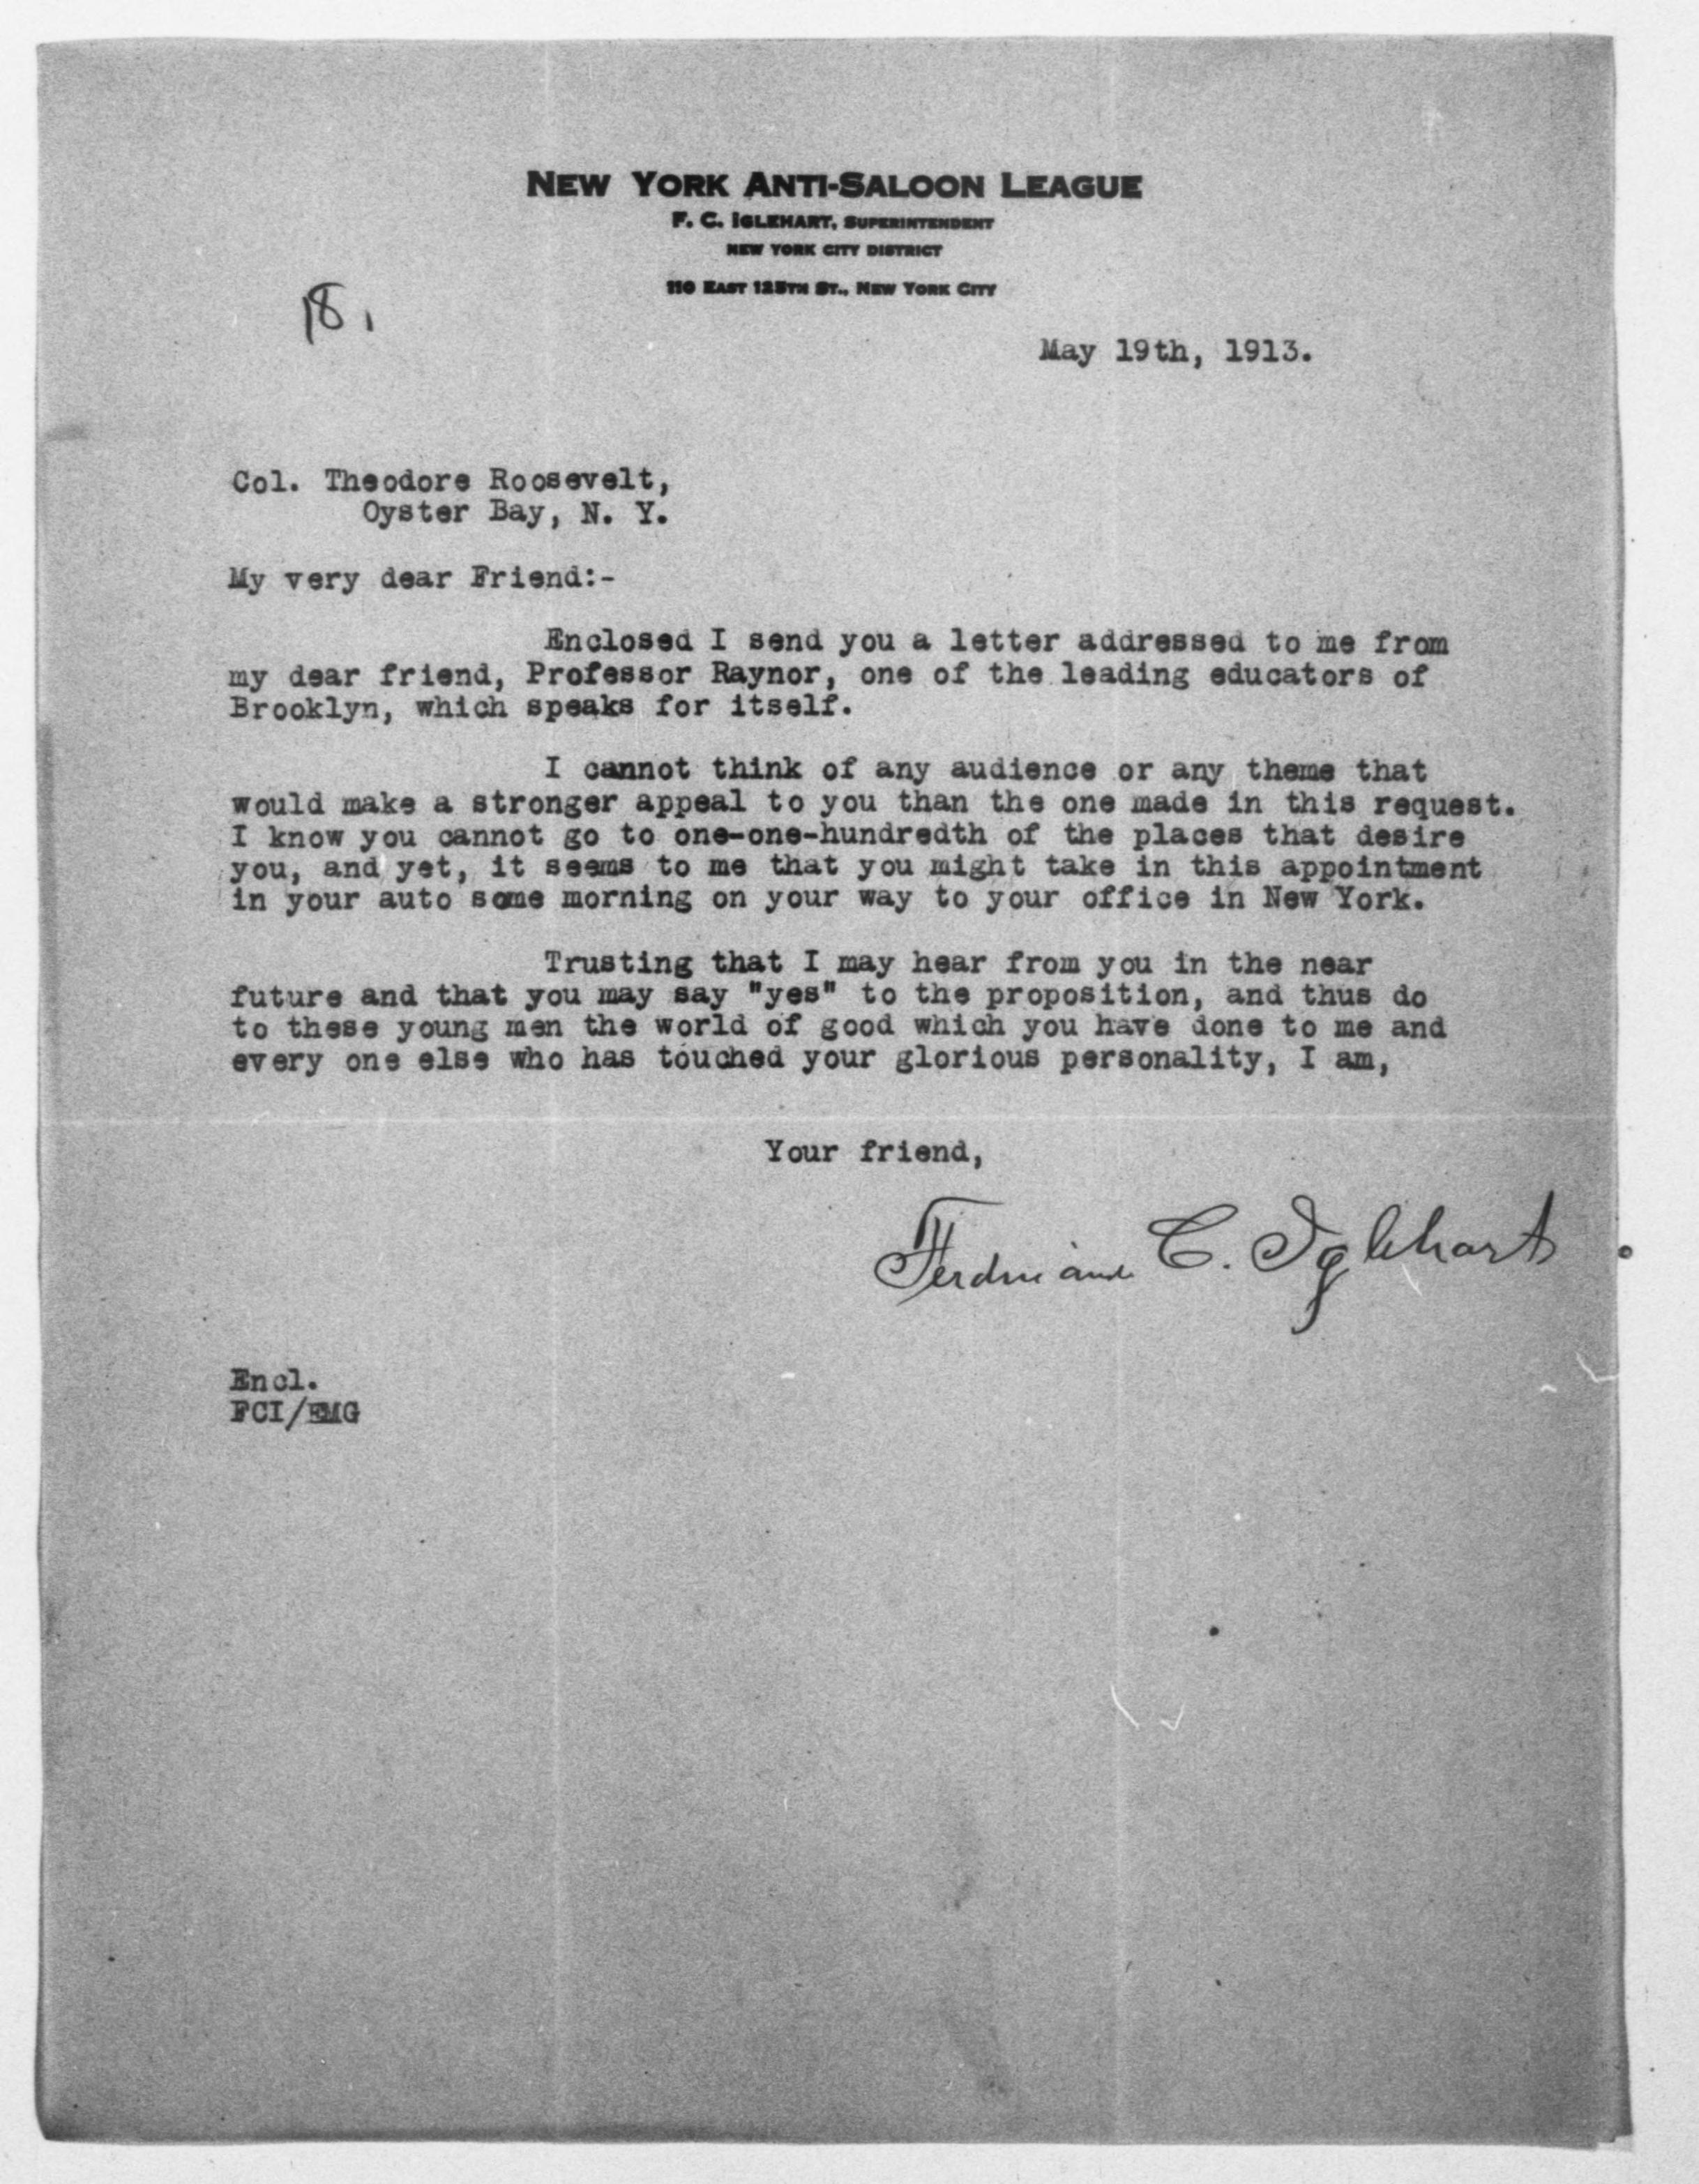 NEW YORK ANTI-SALOON LEAGUE
F. C. IGLEHART, SUPERINTENDENT
NEW YORK CITY DISTRICT
110 EAST 125TH ST., NEW YORK CITY
18,
May 19th, 1913.
Col. Theodore Roosevelt,
Oyster Bay, N. Y.
My very dear Friend:-
Enclosed I send you a letter addressed to me from
my dear friend, Professor Raynor, one of the leading educators of
Brooklyn, which speaks for itself.
I cannot think of any audience or any theme that
would make a stronger appeal to you than the one made in this request.
I know you cannot go to one-one-hundredth of the places that desire
you, and yet, it seems to me that you might take in this appointment
in your auto some morning on your way to your office in New York.
Trusting that I may hear from you in the near
future and that you may say "yes" to the proposition, and thus do
to these young men the world of good which you have done to me and
every one else who has touched your glorious personality, I am,
Your friend,
Ferdinand C. Iglehart
Encl.
FCI/EMG